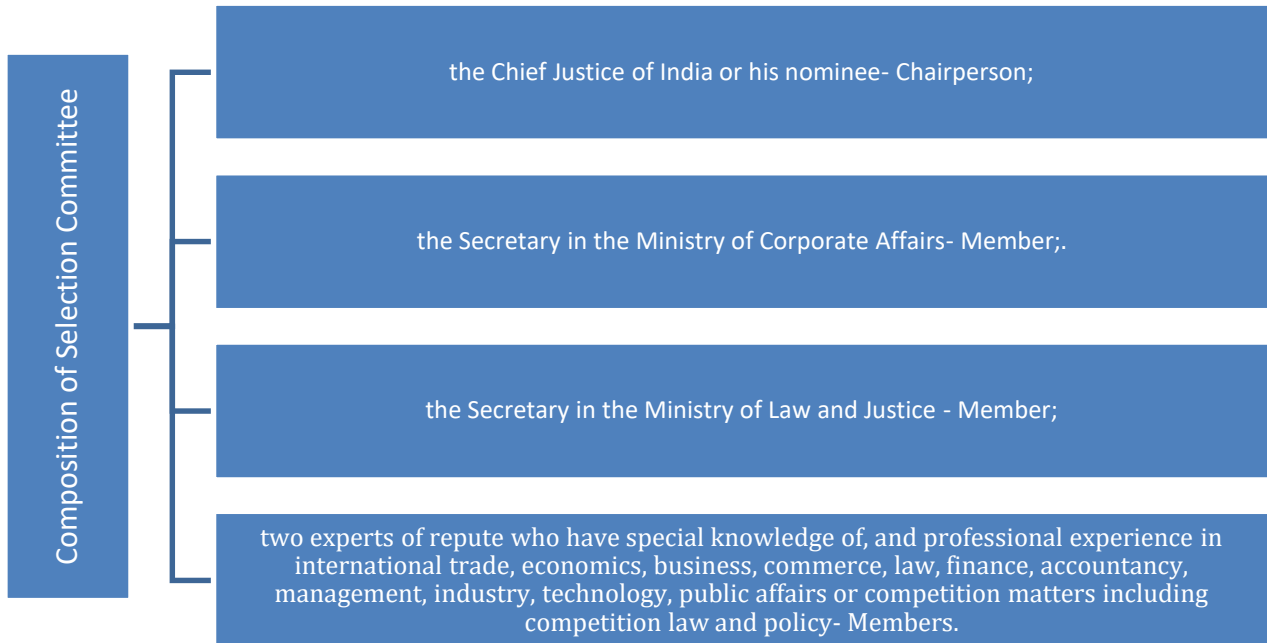 Composition of Selection Committee
the Chief Justice of India or his nominee- Chairperson;
the Secretary in the Ministry of Corporate Affairs- Member;.
the Secretary in the Ministry of Law and Justice - Member;
two experts of repute who have special knowledge of, and professional experience in
international trade, economics, business, commerce, law, finance, accountancy,
management, industry, technology, public affairs or competition matters including
competition law and policy- Members.